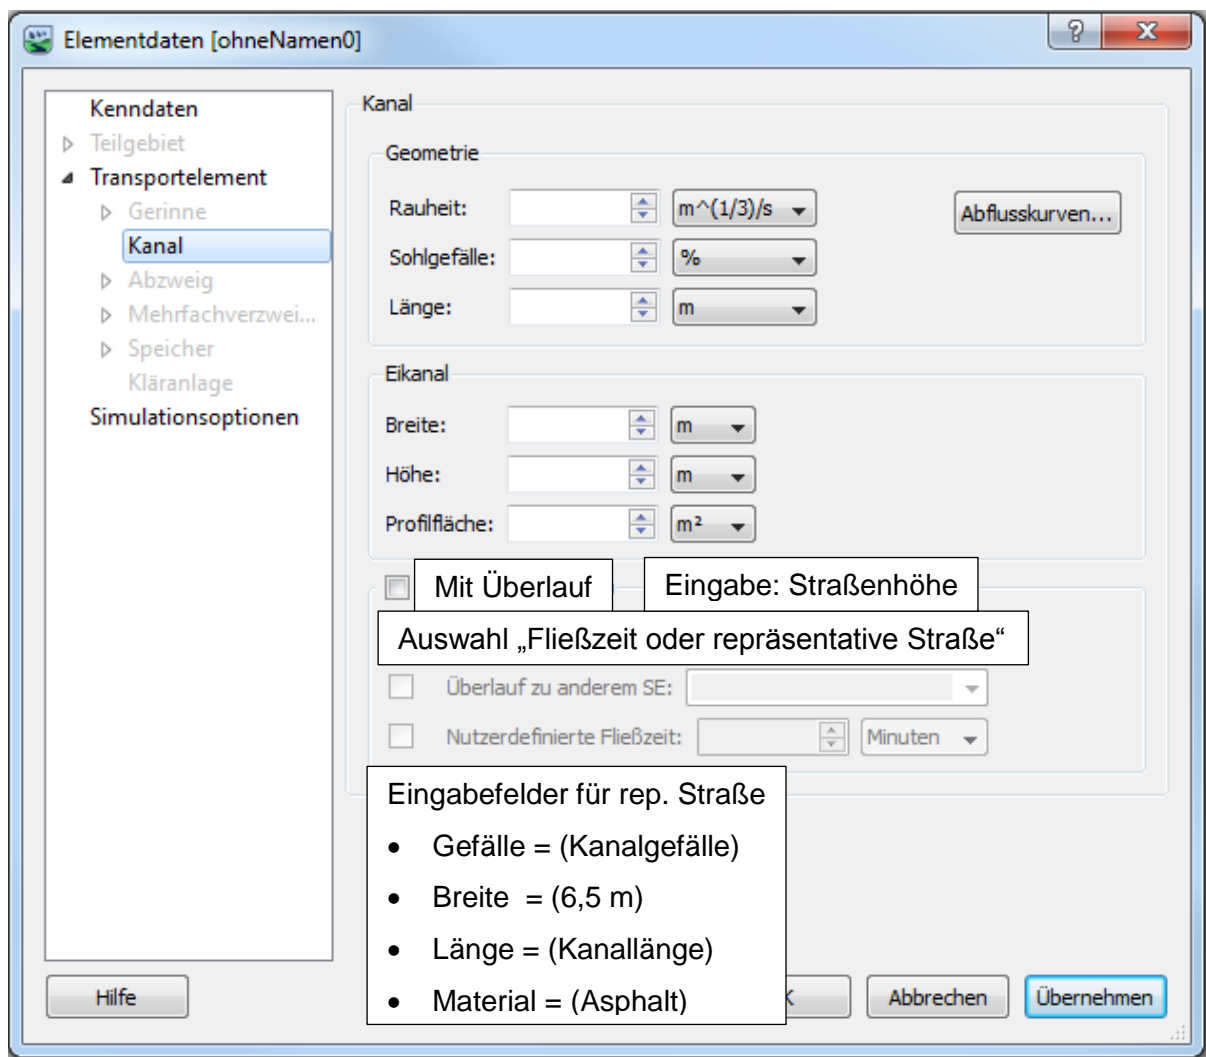 Elementdaten [ohneNamen0]
?
Kenndaten
Teilgebiet
Transportelement
Gerinne
Kanal
Abzweig
Mehrfachverzwei...
Speicher
Kläranlage
Simulationsoptionen
Kanal
Geometrie
Rauheit: m^(1/3)/s Abflusskurven...
Sohlgefälle: %
Länge: m
Eikanal
Breite: m
Höhe: m
Profilfläche: m²
Mit Überlauf
Eingabe: Straßenhöhe
Auswahl „Fließzeit oder repräsentative Straße“
Überlauf zu anderem SE:
Nutzerdefinierte Fließzeit: Minuten
Eingabefelder für rep. Straße
• Gefälle = (Kanalgefälle)
• Breite = (6,5 m)
• Länge = (Kanallänge)
• Material = (Asphalt)
Hilfe Abbrechen Übernehmen